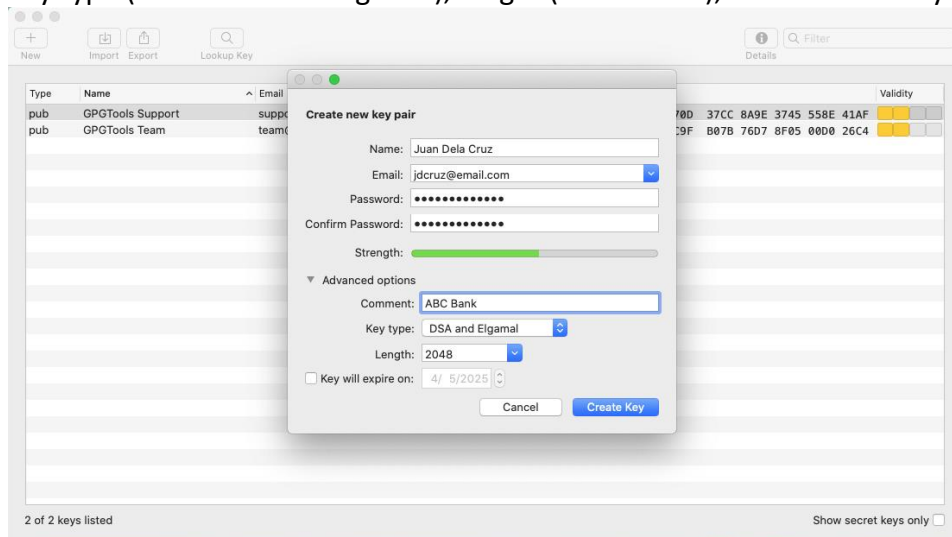 New Import Export Lookup Key Details Filter
Type Name Email Validity
pub GPGTools Support supp 70D 37CC 8A9E 3745 558E 41AF
pub GPGTools Team team C9F B07B 76D7 8F05 00D0 26C4
Create new key pair
Name: Juan Dela Cruz
Email: jdcruz@email.com
Password: •••••••••••••
Confirm Password: •••••••••••••
Strength:
Advanced options
Comment: ABC Bank
Key type: DSA and Elgamal
Length: 2048
Key will expire on: 4/ 5/2025
Cancel Create Key
2 of 2 keys listed Show secret keys only